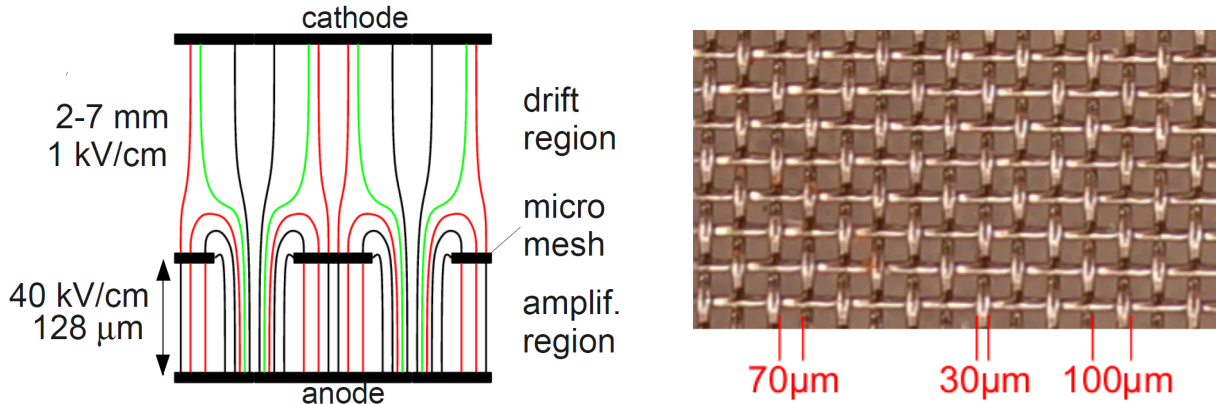 cathode
2-7 mm
1 kV/cm
drift
region
micro
mesh
40 kV/cm
128 μm
amplif.
region
anode
70μm
30μm
100μm